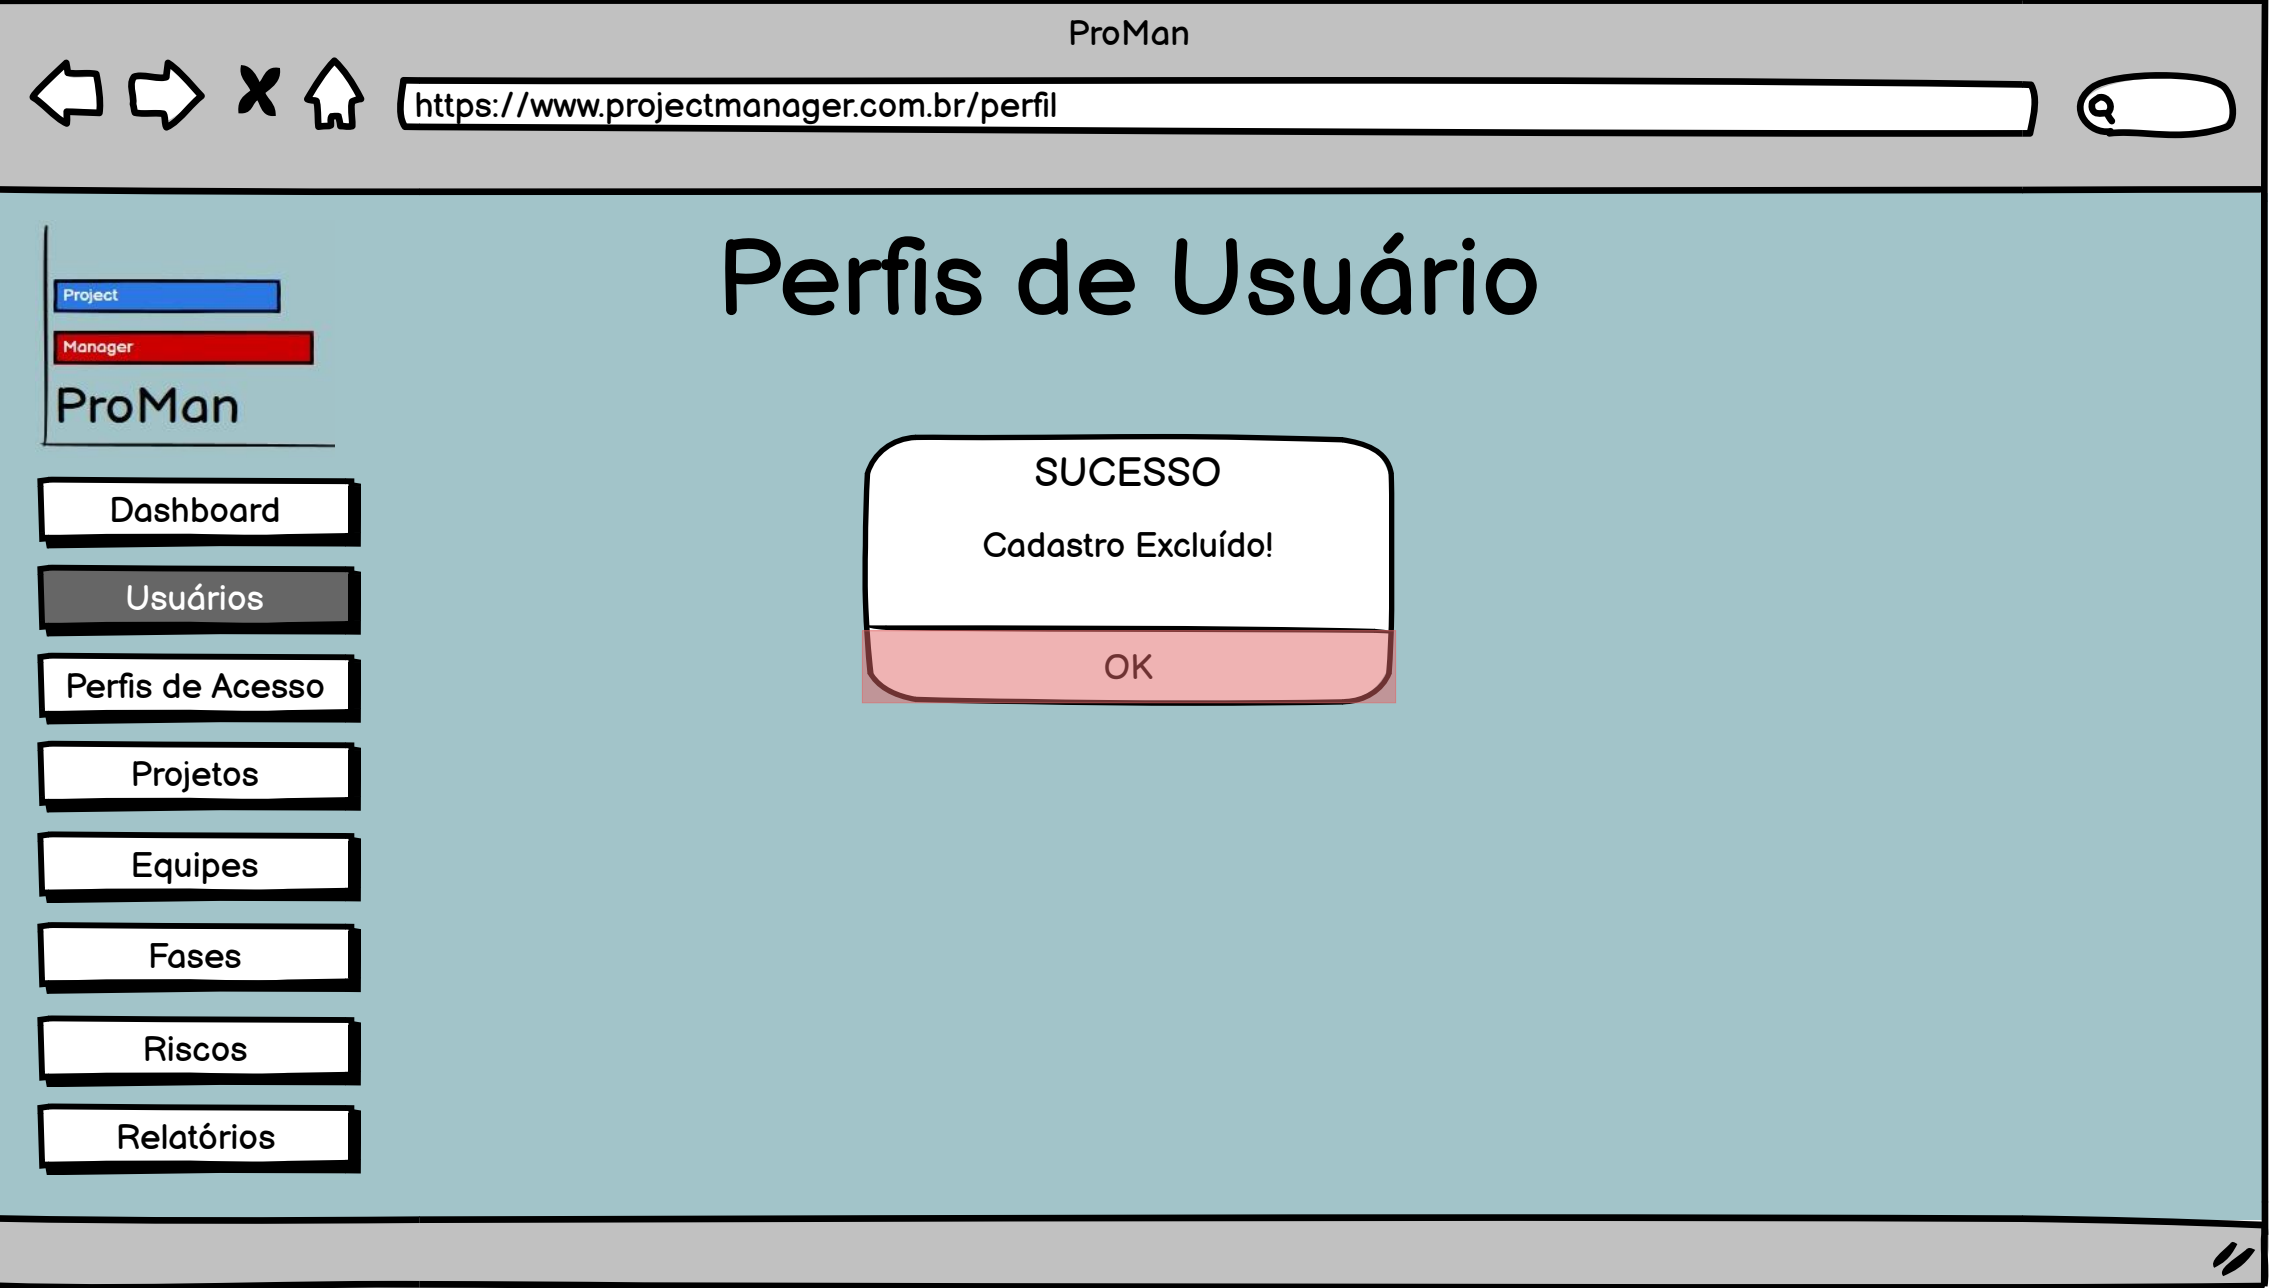 ProMan
https://www.projectmanager.com.br/perfil
Perfis de Usuário
Project
Manager
ProMan
Dashboard
Usuários
Perfis de Acesso
Projetos
Equipes
Fases
Riscos
Relatórios
SUCESSO
Cadastro Excluído!
OK